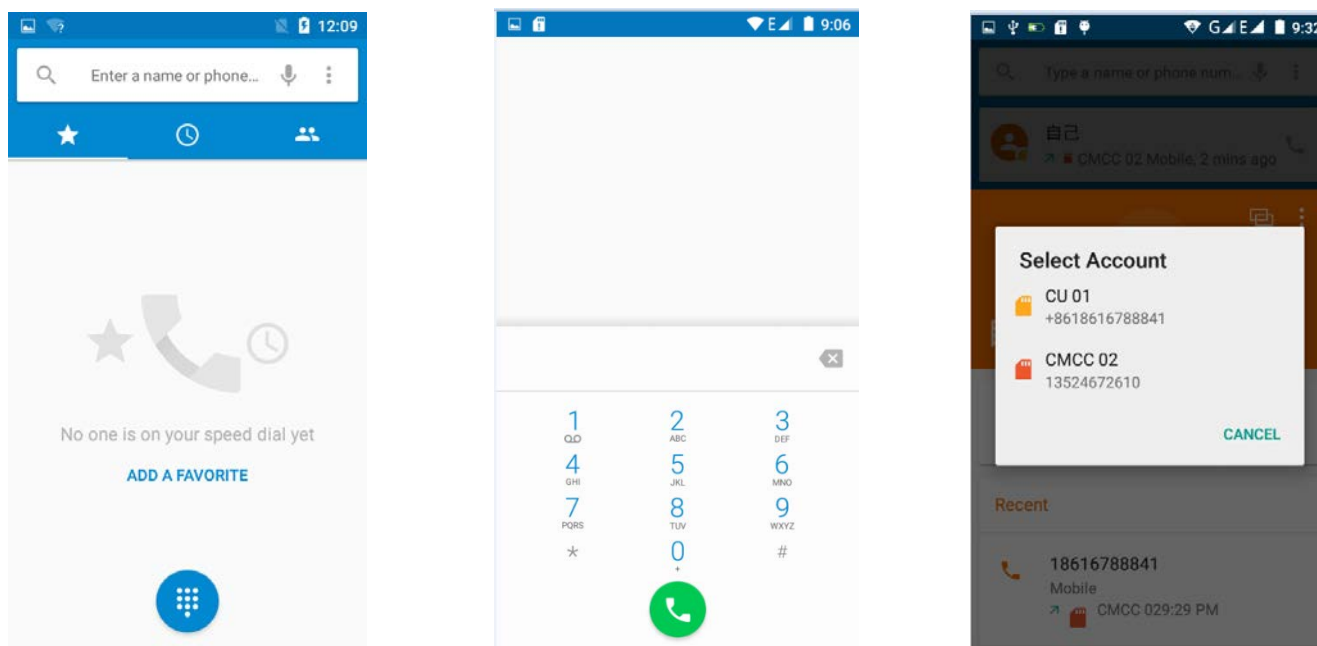 12:09
Enter a name or phone...
No one is on your speed dial yet
ADD A FAVORITE
E 9:06
1 2 3
ABC DEF
4 5 6
GHI JKL MNO
7 8 9
PQRS TUV WXYZ
* 0 #
+
G E 9:32
Type a name or phone num...
自己
CMCC 02 Mobile, 2 mins ago
Select Account
CU 01
+8618616788841
CMCC 02
13524672610
CANCEL
Recent
18616788841
Mobile
CMCC 029:29 PM